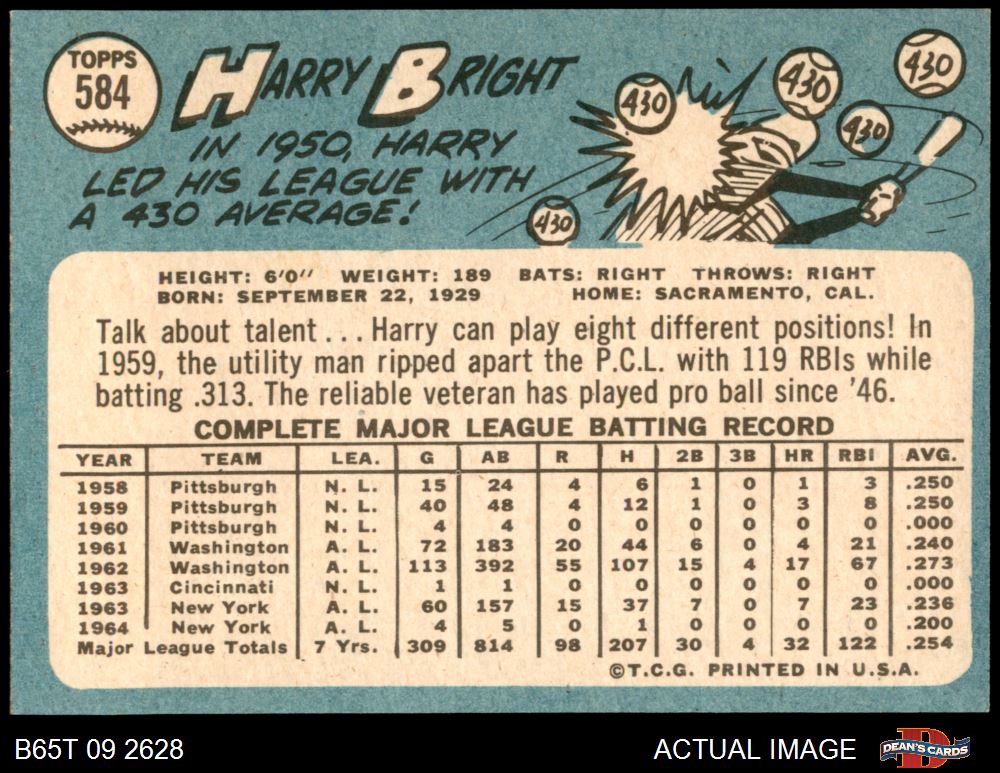 TOPPS
584
HARRY BRIGHT
IN 1950, HARRY
LED HIS LEAGUE WITH
A 430 AVERAGE!
430
430
430
430
430
HEIGHT: 6'0" WEIGHT: 189 BATS: RIGHT THROWS: RIGHT
BORN: SEPTEMBER 22, 1929 HOME: SACRAMENTO, CAL.
Talk about talent... Harry can play eight different positions! In
1959, the utility man ripped apart the P.C.L. with 119 RBIs while
batting .313. The reliable veteran has played pro ball since '46.
COMPLETE MAJOR LEAGUE BATTING RECORD
YEAR TEAM LEA. G AB R H 2B 3B HR RBI AVG.
1958 Pittsburgh N. L. 15 24 4 6 1 0 1 3 .250
1959 Pittsburgh N. L. 40 48 4 12 1 0 3 8 .250
1960 Pittsburgh N. L. 4 4 0 0 0 0 0 0 .000
1961 Washington A. L. 72 183 20 44 6 0 4 21 .240
1962 Washington A. L. 113 392 55 107 15 4 17 67 .273
1963 Cincinnati N. L. 1 1 0 0 0 0 0 0 .000
1963 New York A. L. 60 157 15 37 7 0 7 23 .236
1964 New York A. L. 4 5 0 1 0 0 0 0 .200
Major League Totals 7 Yrs. 309 814 98 207 30 4 32 122 .254
©T.C.G. PRINTED IN U.S.A.
B65T 09 2628 ACTUAL IMAGE DEAN'S CARDS